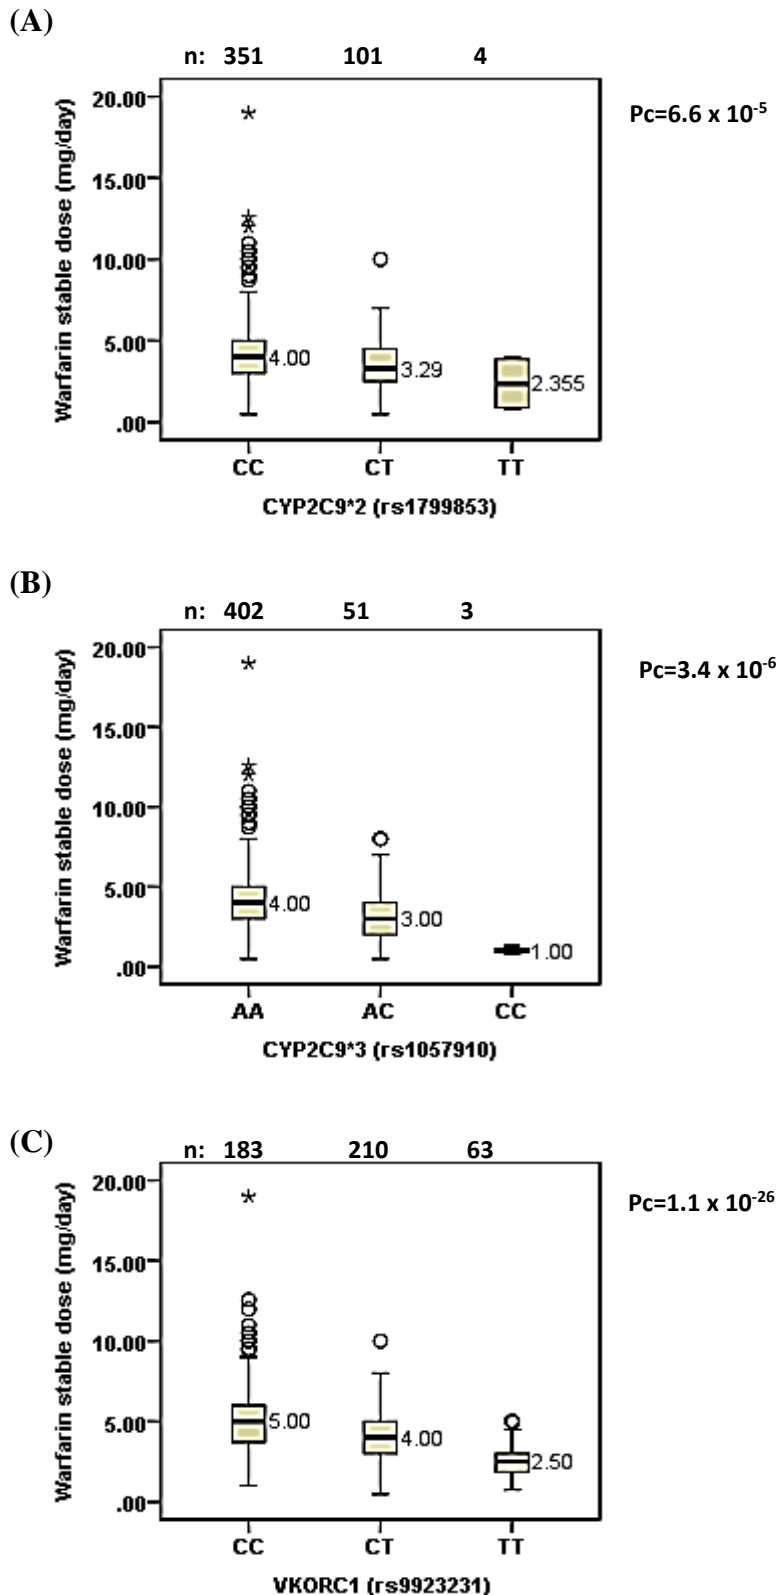 (A)
n: 351 101 4
Pc=6.6 x 10⁻⁵
Warfarin stable dose (mg/day)
20.00
15.00
10.00
5.00
.00
4.00
3.29
2.355
CC CT TT
CYP2C9*2 (rs1799853)
(B)
n: 402 51 3
Pc=3.4 x 10⁻⁶
Warfarin stable dose (mg/day)
20.00
15.00
10.00
5.00
.00
4.00
3.00
1.00
AA AC CC
CYP2C9*3 (rs1057910)
(C)
n: 183 210 63
Pc=1.1 x 10⁻²⁶
Warfarin stable dose (mg/day)
20.00
15.00
10.00
5.00
.00
5.00
4.00
2.50
CC CT TT
VKORC1 (rs9923231)